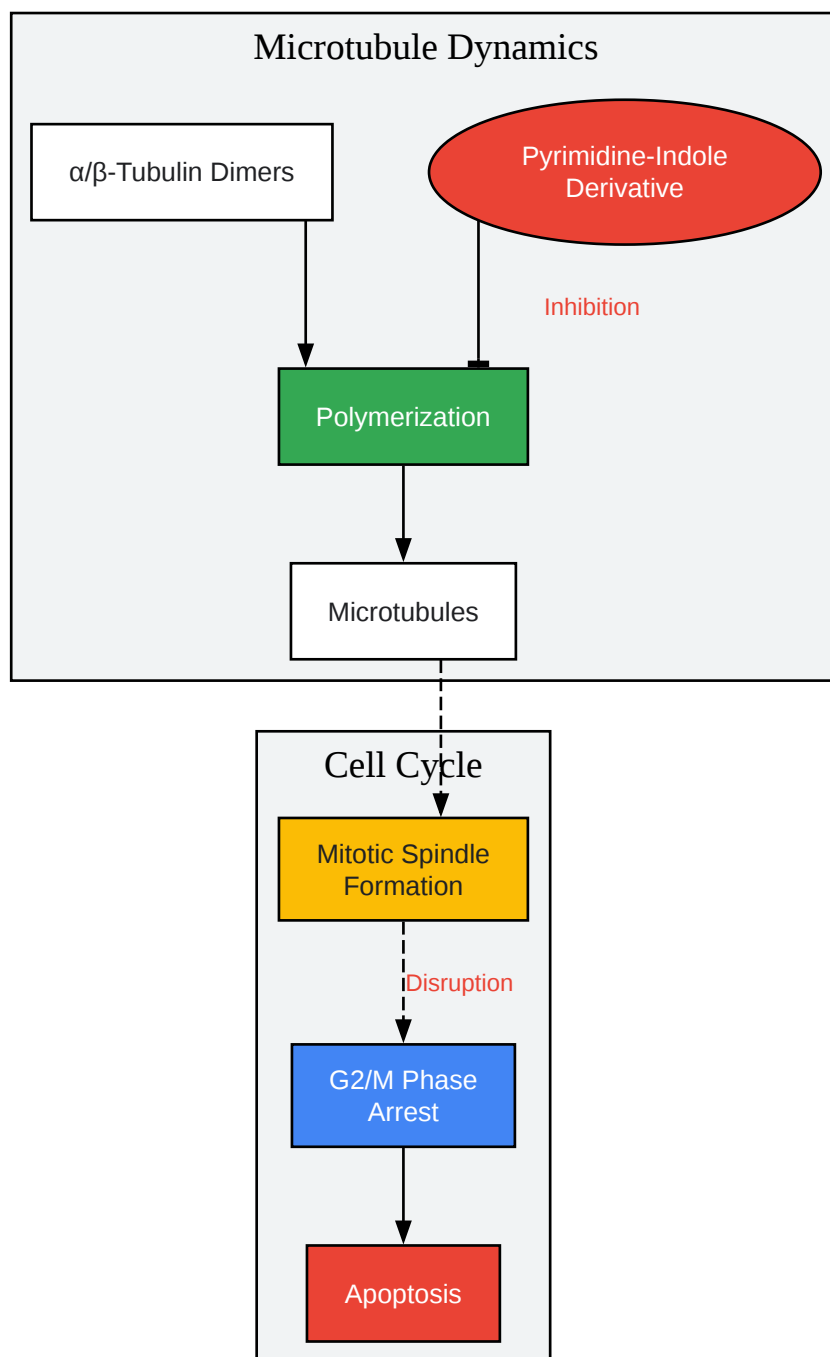 Microtubule Dynamics
α/β-Tubulin Dimers
Pyrimidine-Indole
Derivative
Inhibition
Polymerization
Microtubules
Cell Cycle
Mitotic Spindle
Formation
Disruption
G2/M Phase
Arrest
Apoptosis